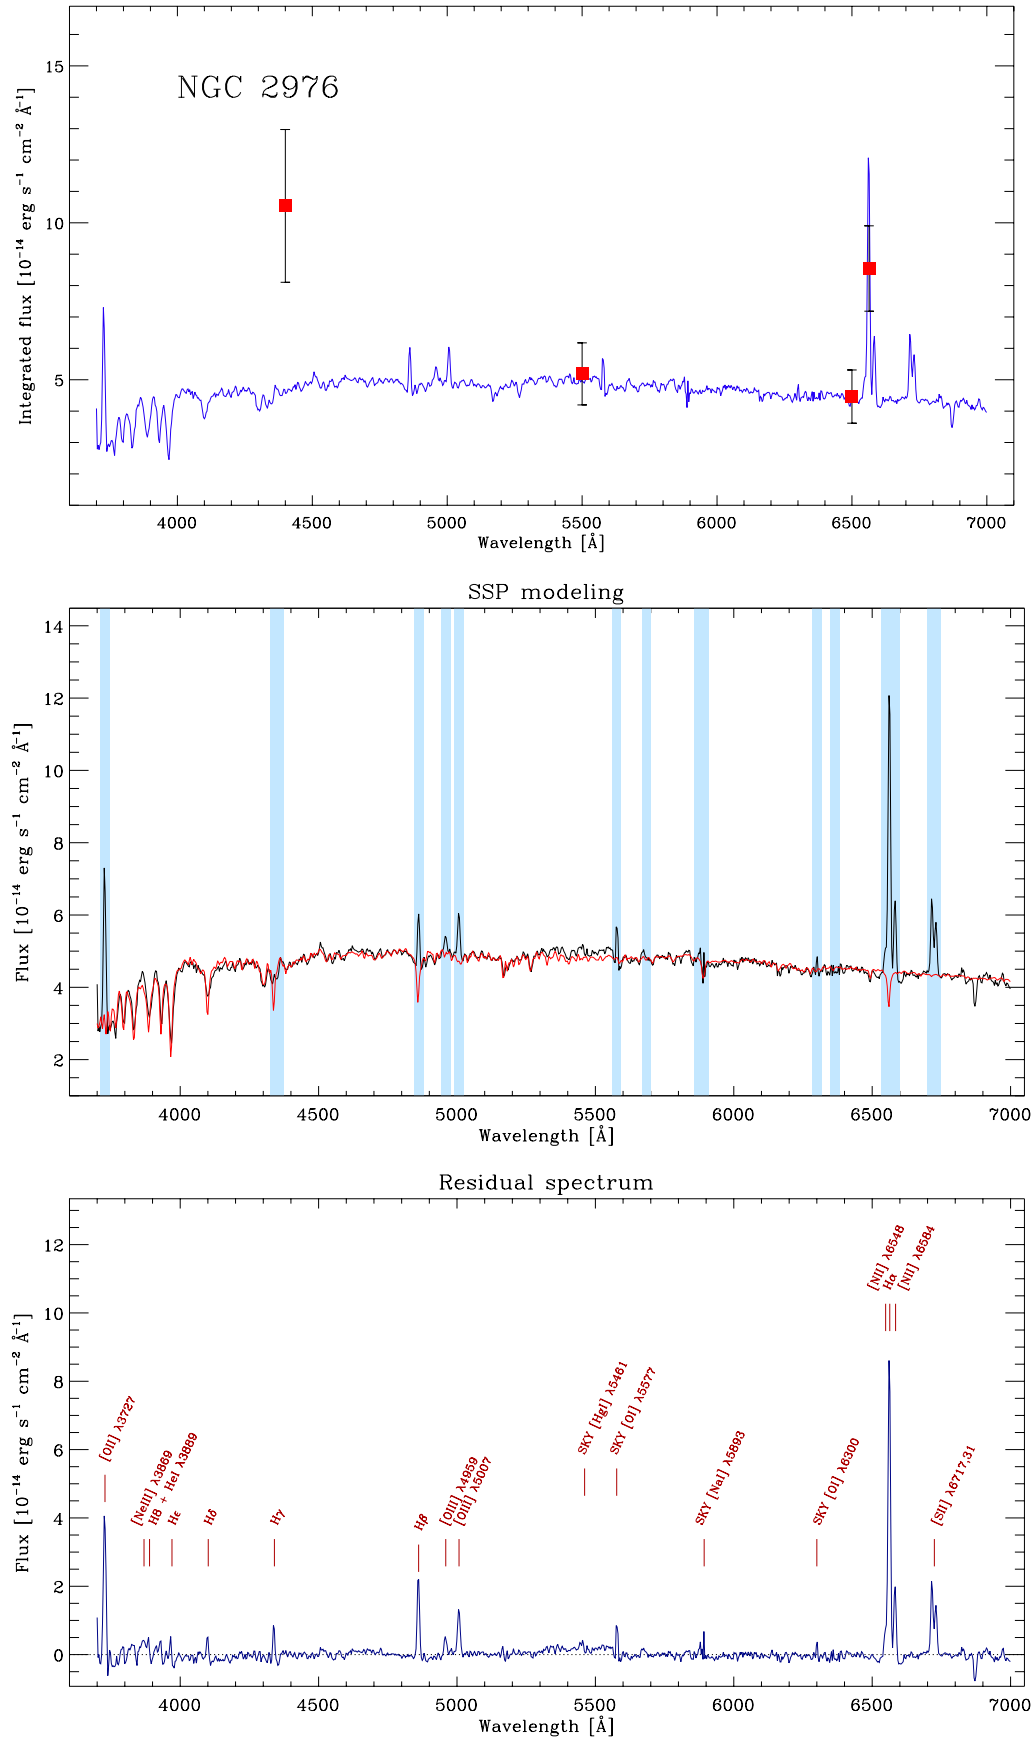 NGC 2976
Integrated flux [10⁻¹⁴ erg s⁻¹ cm⁻² Å⁻¹]
15
10
5
4000 4500 5000 5500 6000 6500 7000
Wavelength [Å]
SSP modeling
Flux [10⁻¹⁴ erg s⁻¹ cm⁻² Å⁻¹]
14
12
10
8
6
4
2
4000 4500 5000 5500 6000 6500 7000
Wavelength [Å]
Residual spectrum
Flux [10⁻¹⁴ erg s⁻¹ cm⁻² Å⁻¹]
12
10
8
6
4
2
0
[OII] λ3727
[NeIII] λ3869
H8 + HeI λ3889
Hε
Hδ
Hγ
Hβ
[OIII] λ4959
[OIII] λ5007
SKY [HgI] λ5461
SKY [OI] λ5577
SKY [NaI] λ5893
SKY [OI] λ6300
[NII] λ6548
Hα
[NII] λ6584
[SII] λ6717,31
4000 4500 5000 5500 6000 6500 7000
Wavelength [Å]